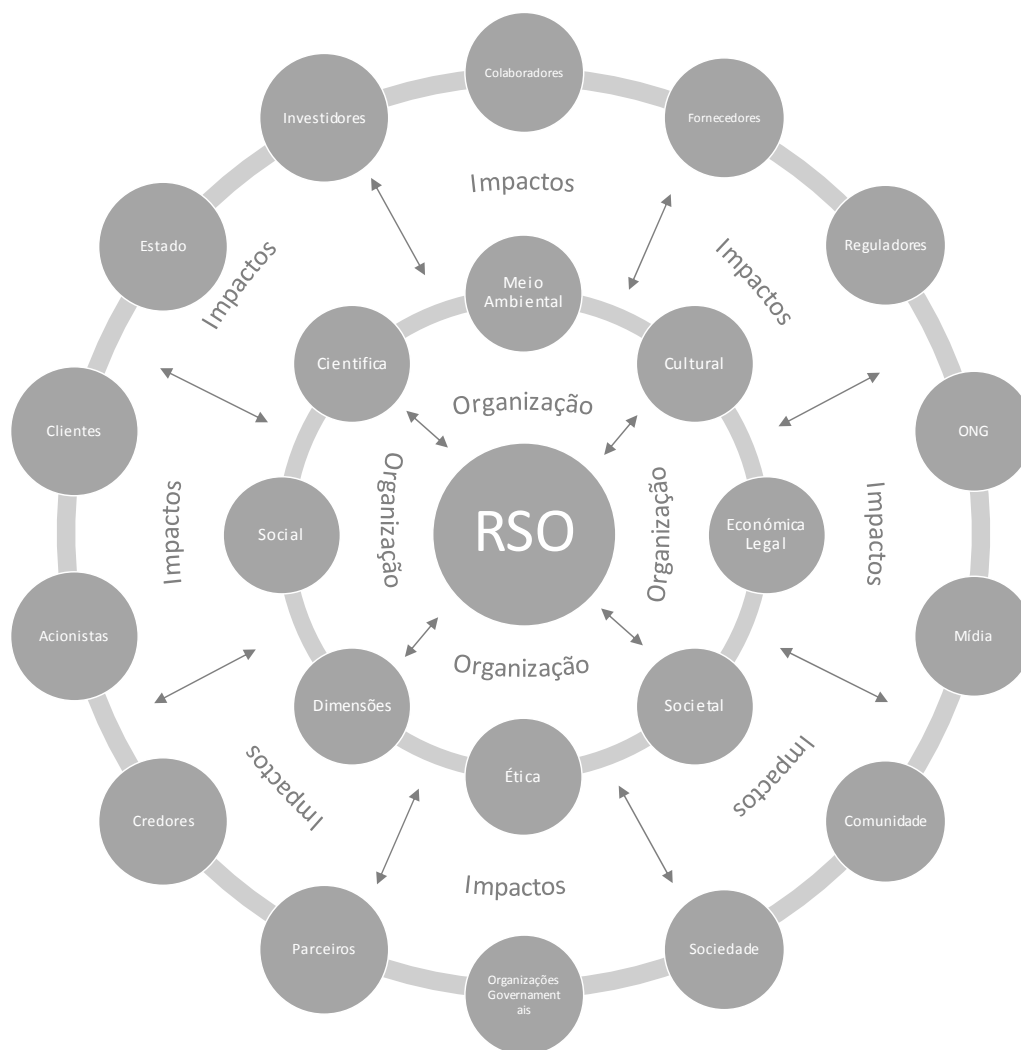 Colaboradores
Investidores
Fornecedores
Impactos
Estado
Reguladores
Impactos
Impactos
Meio
Ambiental
Cientifica
Cultural
Organização
Clientes
ONG
Organização
Organização
Impactos
Impactos
Social
RSO
Económica
Legal
Acionistas
Mídia
Organização
Dimensões
Societal
Ética
Impactos
Impactos
Credores
Comunidade
Impactos
Parceiros
Sociedade
Organizações
Governament
ais